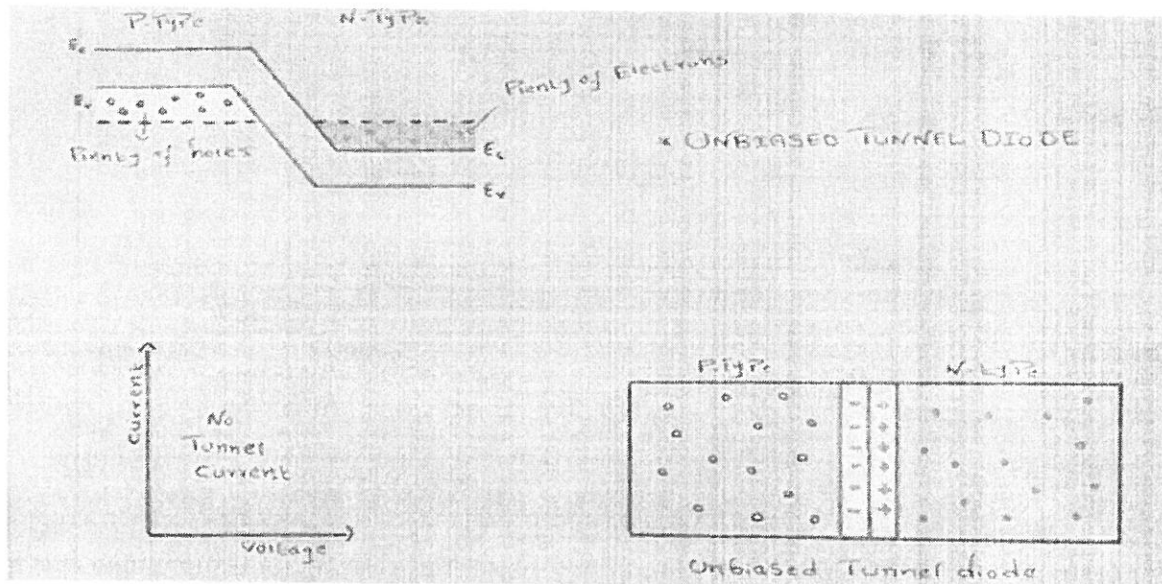 P-TyPe N-TyPe
Ec
Plenty of Electrons
Ev
Plenty of holes
* UNBIASED TUNNEL DIODE
Ec
Ev
P-TyPe N-tyPe
Current
No
Tunnel
Current
Voltage
Unbiased Tunnel diode